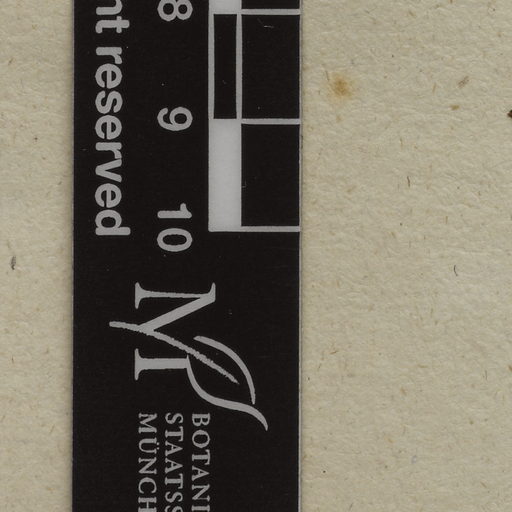 nt reserved
8
9
10
M
BOTANI
STAATSS
MÜNCH